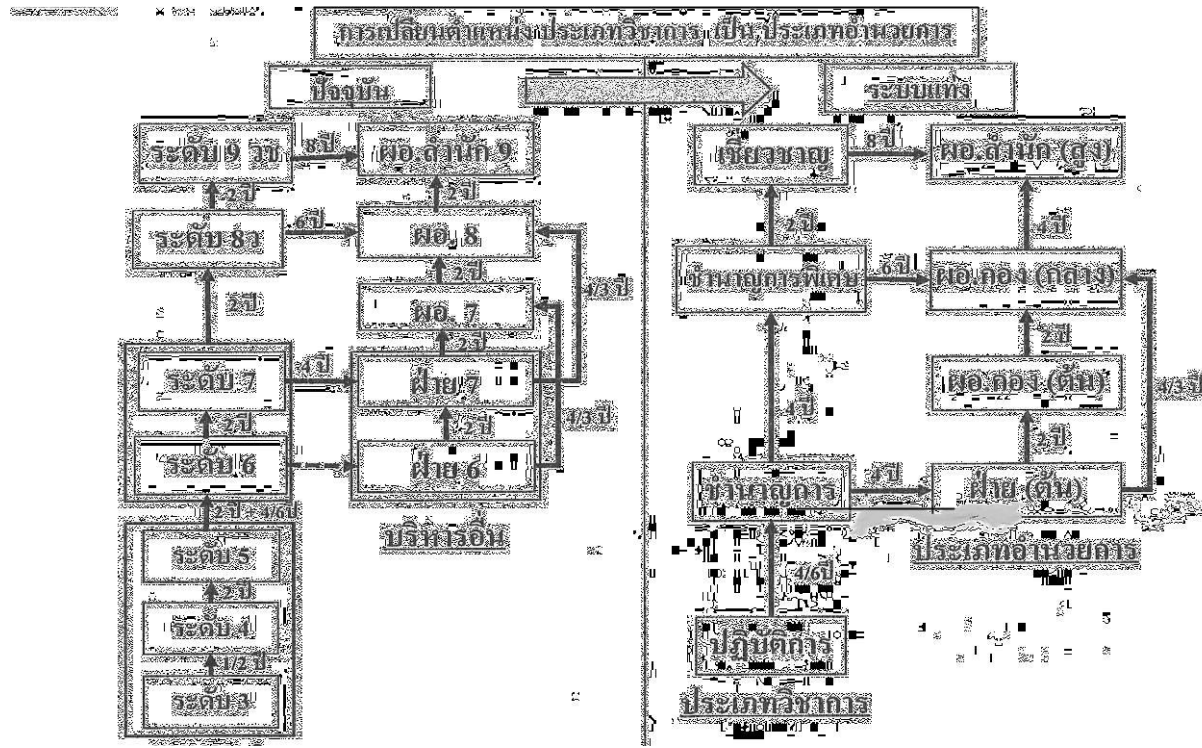 การเปลี่ยนตำแหน่ง ประเภทวิชาการ เป็น ประเภทอำนวยการ
ปัจจุบัน
ระดับ 9 วช
8 ปี
ผอ.สำนัก 9
2 ปี
2 ปี
ระดับ 8ว
6 ปี
ผอ. 8
2 ปี
2 ปี
4/3 ปี
ผอ. 7
2 ปี
ระดับ 7
4 ปี
ฝ่าย 7
2 ปี
2 ปี
4/3 ปี
ระดับ 6
ฝ่าย 6
2 ปี + 4/6ปี
บริหารอื่น
ระดับ 5
2 ปี
ระดับ 4
1/2 ปี
ระดับ 3
ระบบแท่ง
เชี่ยวชาญ
8 ปี
ผอ.สำนัก (สูง)
2 ปี
4 ปี
ชำนาญการพิเศษ
6 ปี
ผอ.กอง (กลาง)
2 ปี
ผอ.กอง (ต้น)
4/3 ปี
4 ปี
2 ปี
ชำนาญการ
4 ปี
ฝ่าย (ต้น)
ประเภทอำนวยการ
4/6ปี
ปฏิบัติการ
ประเภทวิชาการ